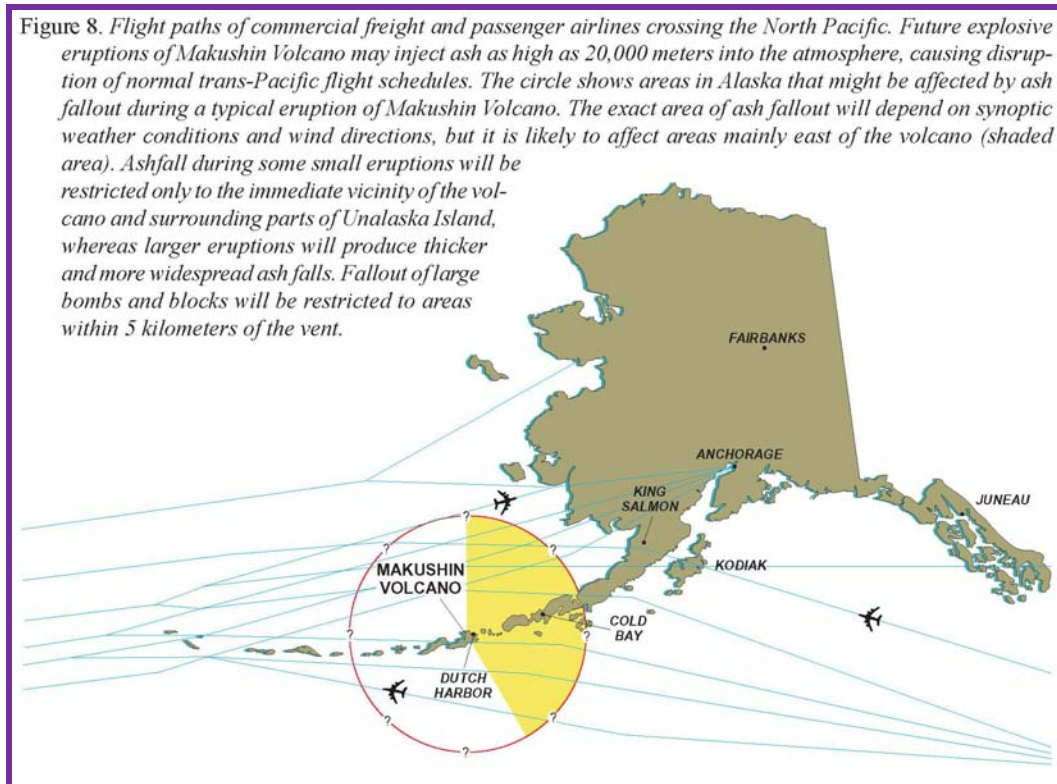 Figure 8. Flight paths of commercial freight and passenger airlines crossing the North Pacific. Future explosive
eruptions of Makushin Volcano may inject ash as high as 20,000 meters into the atmosphere, causing disrup-
tion of normal trans-Pacific flight schedules. The circle shows areas in Alaska that might be affected by ash
fallout during a typical eruption of Makushin Volcano. The exact area of ash fallout will depend on synoptic
weather conditions and wind directions, but it is likely to affect areas mainly east of the volcano (shaded
area). Ashfall during some small eruptions will be
restricted only to the immediate vicinity of the vol-
cano and surrounding parts of Unalaska Island,
whereas larger eruptions will produce thicker
and more widespread ash falls. Fallout of large
bombs and blocks will be restricted to areas
within 5 kilometers of the vent.
FAIRBANKS
ANCHORAGE
KING
SALMON
JUNEAU
KODIAK
MAKUSHIN
VOLCANO
COLD
BAY
DUTCH
HARBOR
?
?
?
?
?
?
?
?